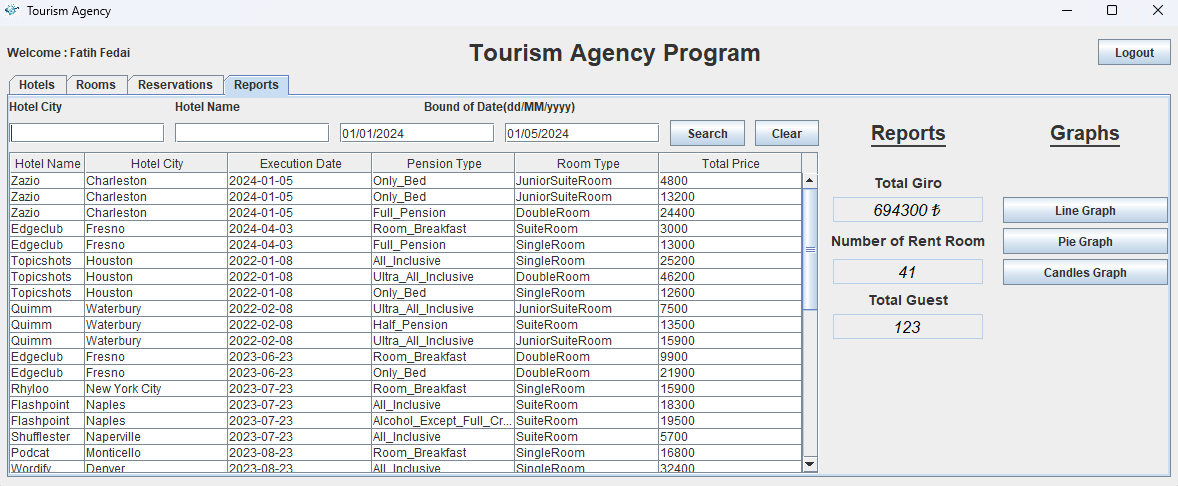 Tourism Agency
Welcome : Fatih Fedai
Tourism Agency Program
Logout
Hotels Rooms Reservations Reports
Hotel City Hotel Name Bound of Date(dd/MM/yyyy)
01/01/2024 01/05/2024 Search Clear
Hotel Name Hotel City Execution Date Pension Type Room Type Total Price
Zazio Charleston 2024-01-05 Only_Bed JuniorSuiteRoom 4800
Zazio Charleston 2024-01-05 Only_Bed JuniorSuiteRoom 13200
Zazio Charleston 2024-01-05 Full_Pension DoubleRoom 24400
Edgeclub Fresno 2024-04-03 Room_Breakfast SuiteRoom 3000
Edgeclub Fresno 2024-04-03 Full_Pension SingleRoom 13000
Topicshots Houston 2022-01-08 All_Inclusive SingleRoom 25200
Topicshots Houston 2022-01-08 Ultra_All_Inclusive DoubleRoom 46200
Topicshots Houston 2022-01-08 Only_Bed SingleRoom 12600
Quimm Waterbury 2022-02-08 Ultra_All_Inclusive JuniorSuiteRoom 7500
Quimm Waterbury 2022-02-08 Half_Pension SuiteRoom 13500
Quimm Waterbury 2022-02-08 Ultra_All_Inclusive JuniorSuiteRoom 15900
Edgeclub Fresno 2023-06-23 Room_Breakfast DoubleRoom 9900
Edgeclub Fresno 2023-06-23 Only_Bed DoubleRoom 21900
Rhyloo New York City 2023-07-23 Room_Breakfast SingleRoom 15900
Flashpoint Naples 2023-07-23 All_Inclusive SuiteRoom 18300
Flashpoint Naples 2023-07-23 Alcohol_Except_Full_Cr... SuiteRoom 19500
Shufflester Naperville 2023-07-23 All_Inclusive SuiteRoom 5700
Podcat Monticello 2023-08-23 Room_Breakfast SingleRoom 16800
Wordify Denver 2023-08-23 All_Inclusive SingleRoom 32400
Reports
Total Giro
694300 ₺
Number of Rent Room
41
Total Guest
123
Graphs
Line Graph
Pie Graph
Candles Graph